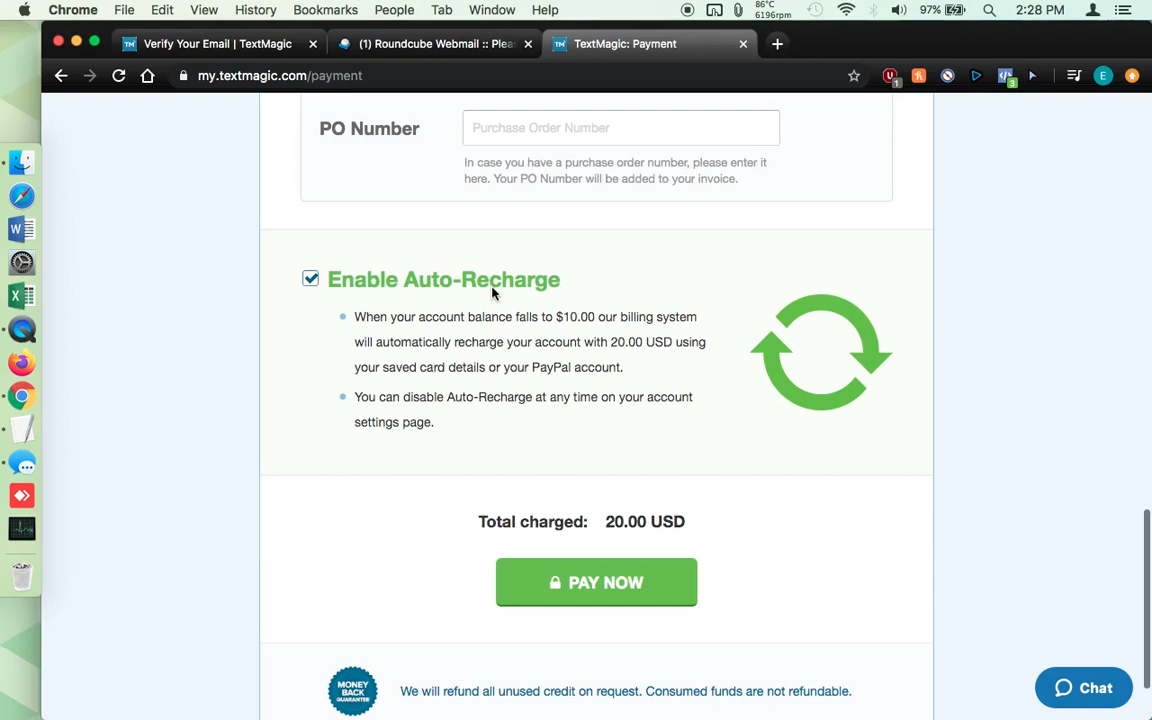 Chrome File Edit View History Bookmarks People Tab Window Help 86°C 6196rpm 97% 2:28 PM
TM Verify Your Email | TextMagic (1) Roundcube Webmail :: Plea TM TextMagic: Payment
my.textmagic.com/payment 1 3 E
PO Number Purchase Order Number
In case you have a purchase order number, please enter it
here. Your PO Number will be added to your invoice.
Enable Auto-Recharge
When your account balance falls to $10.00 our billing system
will automatically recharge your account with 20.00 USD using
your saved card details or your PayPal account.
You can disable Auto-Recharge at any time on your account
settings page.
Total charged: 20.00 USD
PAY NOW
MONEY
BACK
GUARANTEE
We will refund all unused credit on request. Consumed funds are not refundable.
Chat